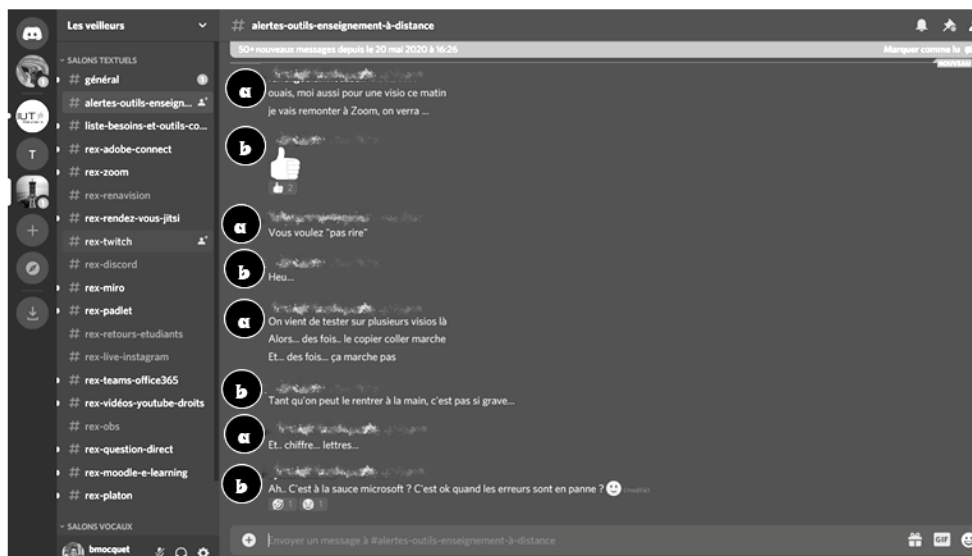 Les veilleurs
# alertes-outils-enseignement-à-distance
50+ nouveaux messages depuis le 20 mai 2020 à 16:26
Marquer comme lu
NOUVEAU
SALONS TEXTUELS
# général 1
# alertes-outils-enseign...
# liste-besoins-et-outils-co...
# rex-adobe-connect
# rex-zoom
# rex-renavision
# rex-rendez-vous-jitsi
# rex-twitch
# rex-discord
# rex-miro
# rex-padlet
# rex-retours-etudiants
# rex-live-instagram
# rex-teams-office365
# rex-vidéos-youtube-droits
# rex-obs
# rex-question-direct
# rex-moodle-e-learning
# rex-platon
SALONS VOCAUX
bmocquet
IUT
T
a
ouais, moi aussi pour une visio ce matin
je vais remonter à Zoom, on verra ...
b
2
a
Vous voulez "pas rire"
b
Heu...
a
On vient de tester sur plusieurs visios là
Alors... des fois.. le copier coller marche
Et... des fois... ça marche pas
b
Tant qu'on peut le rentrer à la main, c'est pas si grave...
a
Et.. chiffre... lettres...
b
Ah.. C'est à la sauce microsoft ? C'est ok quand les erreurs sont en panne ? (modifié)
1 1
Envoyer un message à #alertes-outils-enseignement-à-distance
GIF